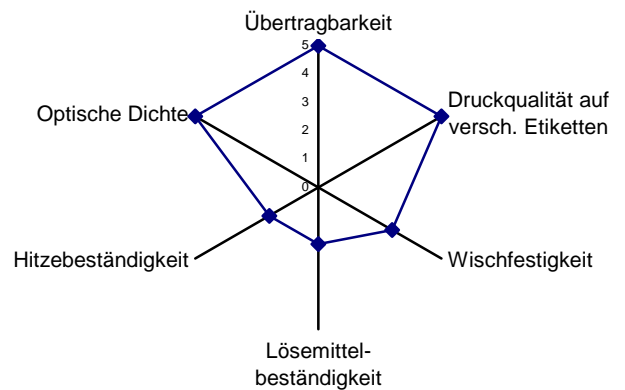 Übertragbarkeit
5
4
3
2
1
0
Optische Dichte
Druckqualität auf
versch. Etiketten
Hitzebeständigkeit
Wischfestigkeit
Lösemittel-
beständigkeit